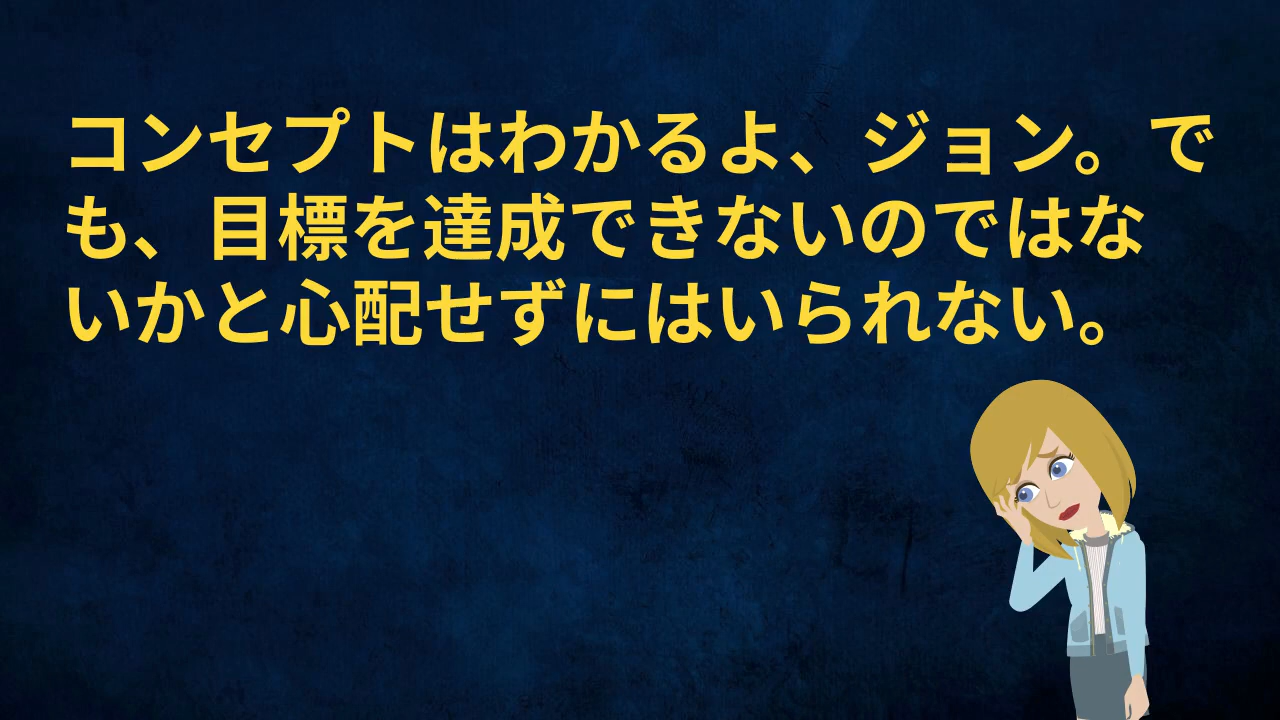 コンセプトはわかるよ、ジョン。で
も、目標を達成できないのではな
いかと心配せずにはいられない。